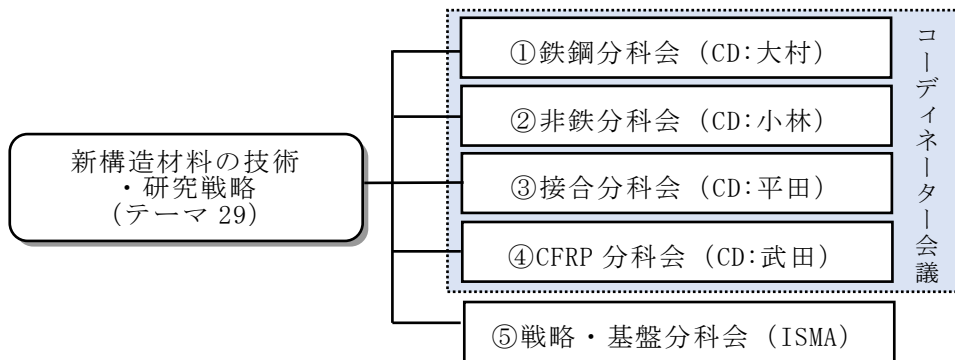 新構造材料の技術
・研究戦略
(テーマ 29)
①鉄鋼分科会 (CD:大村)
②非鉄分科会 (CD:小林)
③接合分科会 (CD:平田)
④CFRP 分科会 (CD:武田)
⑤戦略・基盤分科会 (ISMA)
コーディネーター会議